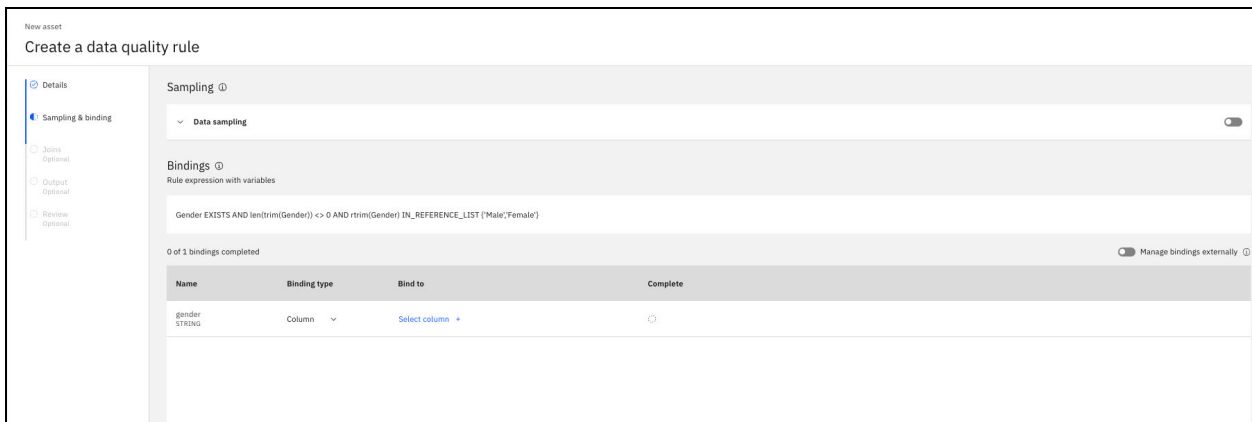 New asset
Create a data quality rule
Details
Sampling & binding
Joins
Optional
Output
Optional
Review
Optional
Sampling
Data sampling
Bindings
Rule expression with variables
Gender EXISTS AND len(trim(Gender)) <> 0 AND rtrim(Gender) IN_REFERENCE_LIST {'Male','Female'}
0 of 1 bindings completed
Manage bindings externally
Name Binding type Bind to Complete
gender Column Select column +
STRING